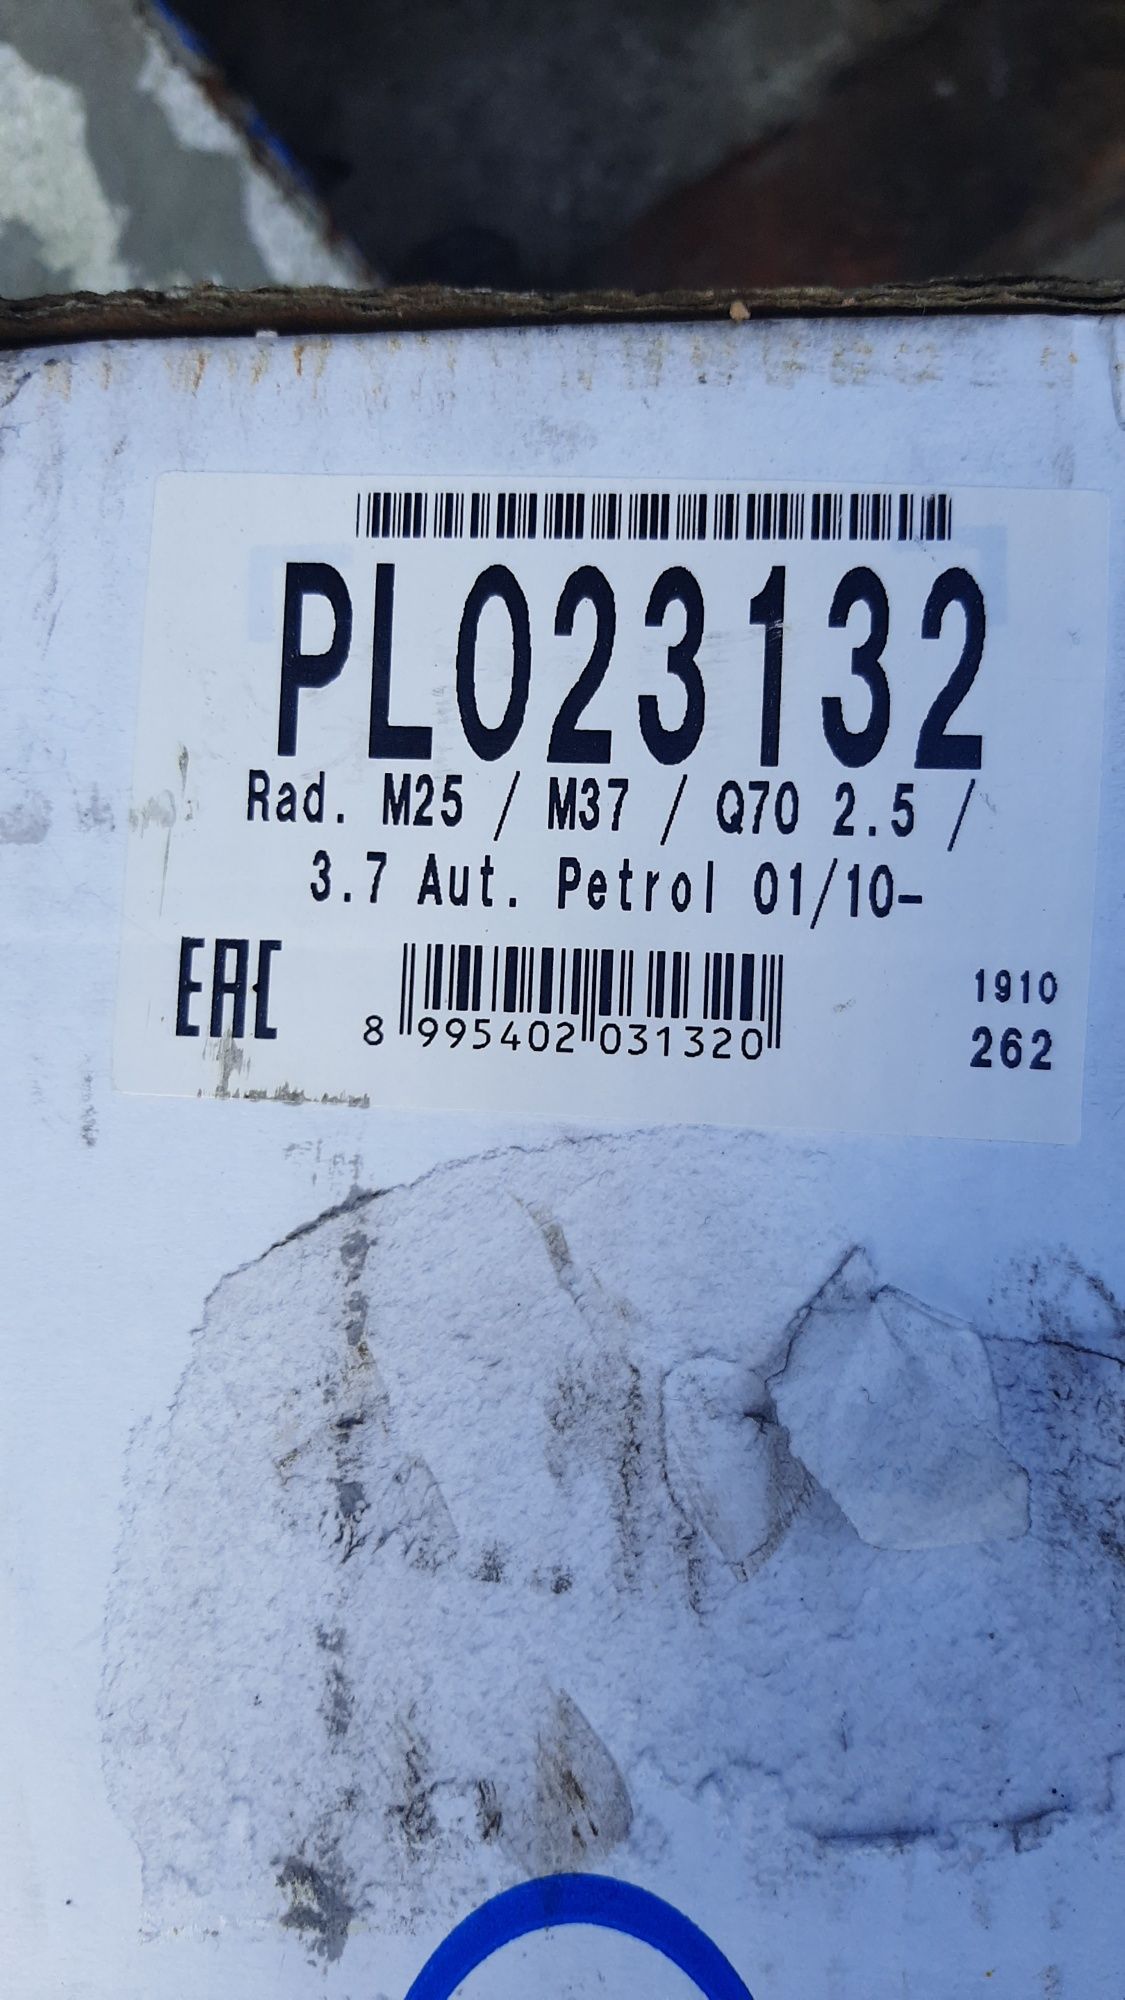 PL023132
Rad. M25 / M37 / Q70 2.5 /
3.7 Aut. Petrol 01/10-
EAC
8 995402 031320
1910
262